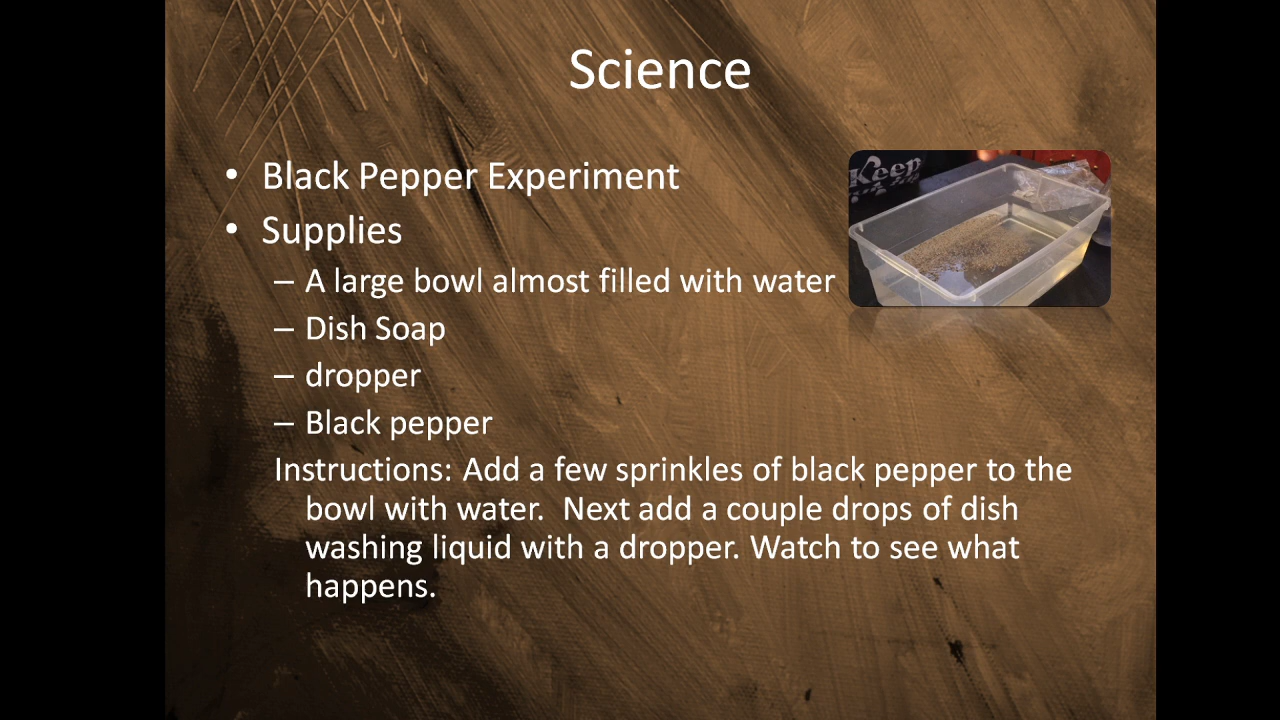 Science
• Black Pepper Experiment
• Supplies
– A large bowl almost filled with water
– Dish Soap
– dropper
– Black pepper
Instructions: Add a few sprinkles of black pepper to the
bowl with water.  Next add a couple drops of dish
washing liquid with a dropper. Watch to see what
happens.
Keep